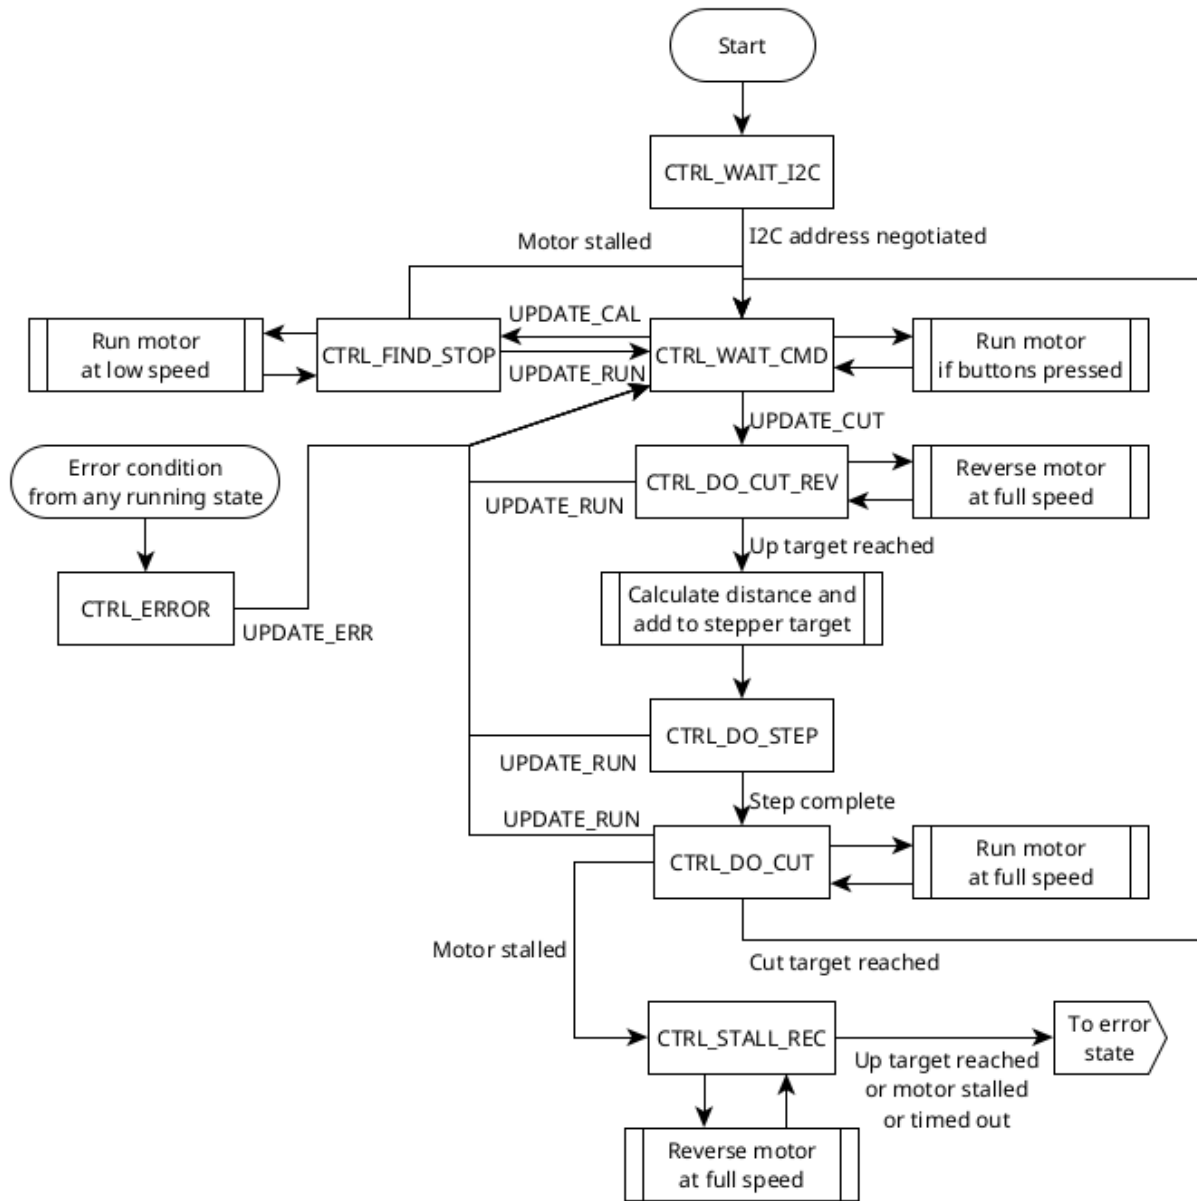 Start
CTRL_WAIT_I2C
Motor stalled
I2C address negotiated
UPDATE_CAL
Run motor
at low speed
CTRL_FIND_STOP
CTRL_WAIT_CMD
Run motor
if buttons pressed
UPDATE_RUN
UPDATE_CUT
Error condition
from any running state
CTRL_DO_CUT_REV
Reverse motor
at full speed
UPDATE_RUN
Up target reached
CTRL_ERROR
UPDATE_ERR
Calculate distance and
add to stepper target
CTRL_DO_STEP
UPDATE_RUN
Step complete
UPDATE_RUN
CTRL_DO_CUT
Run motor
at full speed
Motor stalled
Cut target reached
CTRL_STALL_REC
To error
state
Up target reached
or motor stalled
or timed out
Reverse motor
at full speed